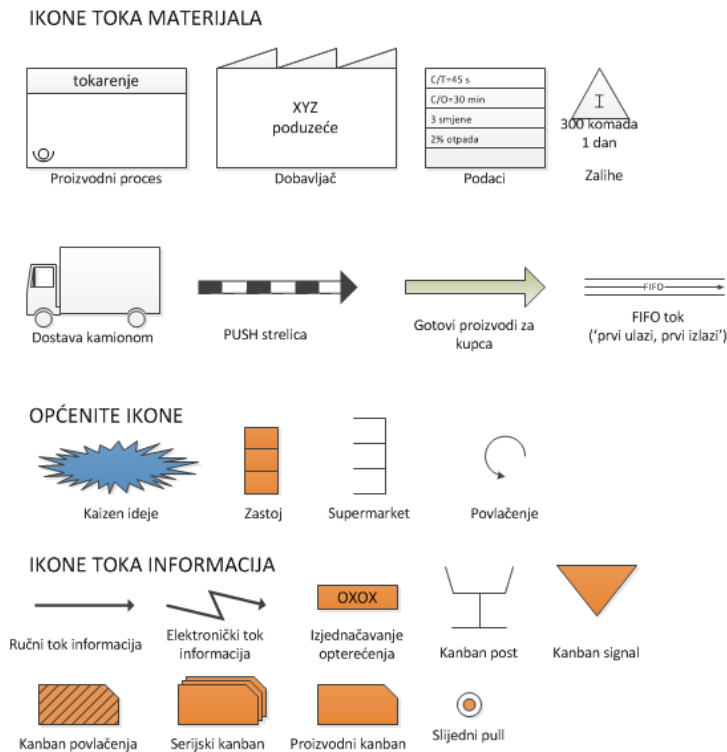 IKONE TOKA MATERIJALA
tokarenje
XYZ
poduzeće
C/T=45 s
C/O=30 min
3 smjene
2% otpada
I
300 komada
1 dan
Proizvodni proces
Dobavljač
Podaci
Zalihe
FIFO
Dostava kamionom
PUSH strelica
Gotovi proizvodi za
kupca
FIFO tok
('prvi ulazi, prvi izlazi')
OPĆENITE IKONE
Kaizen ideje
Zastoj
Supermarket
Povlačenje
IKONE TOKA INFORMACIJA
OXOX
Ručni tok informacija
Elektronički tok
informacija
Izjednačavanje
opterećenja
Kanban post
Kanban signal
Kanban povlačenja
Serijski kanban
Proizvodni kanban
Slijedni pull